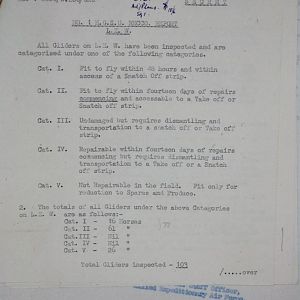 SECRET
All Gliders on L.Z. W. have been inspected and are
categorised under one of the following categories.
Cat. I Fit to fly within 48 hours and within
access of a Snatch Off strip.
Cat. II Fit to fly within fourteen days of repairs
commencing and accessable to a Take off or
Snatch Off strip.
Cat. III. Undamaged but requires dismantling and
transportation to a snatch off or Take off
strip.
Cat. IV. Repairable within fourteen days of repairs
commencing but requires dismantling and
transportation to a Take off or a Snatch
off strip.
Cat. V. Not Repairable in the field. Fit only for
reduction to Spares and Produce.
2. The totals of all Gliders under the above Categories
on L.Z. W. are as follows:-
Cat. I - 16 Horsas
Cat. II - 61 "
Cat. III - Nil "
Cat. IV - Nil "
Cat. V - 26 "
Total Gliders inspected - 103
/.....over
Staff Officer,
Allied Expeditionary Air Force